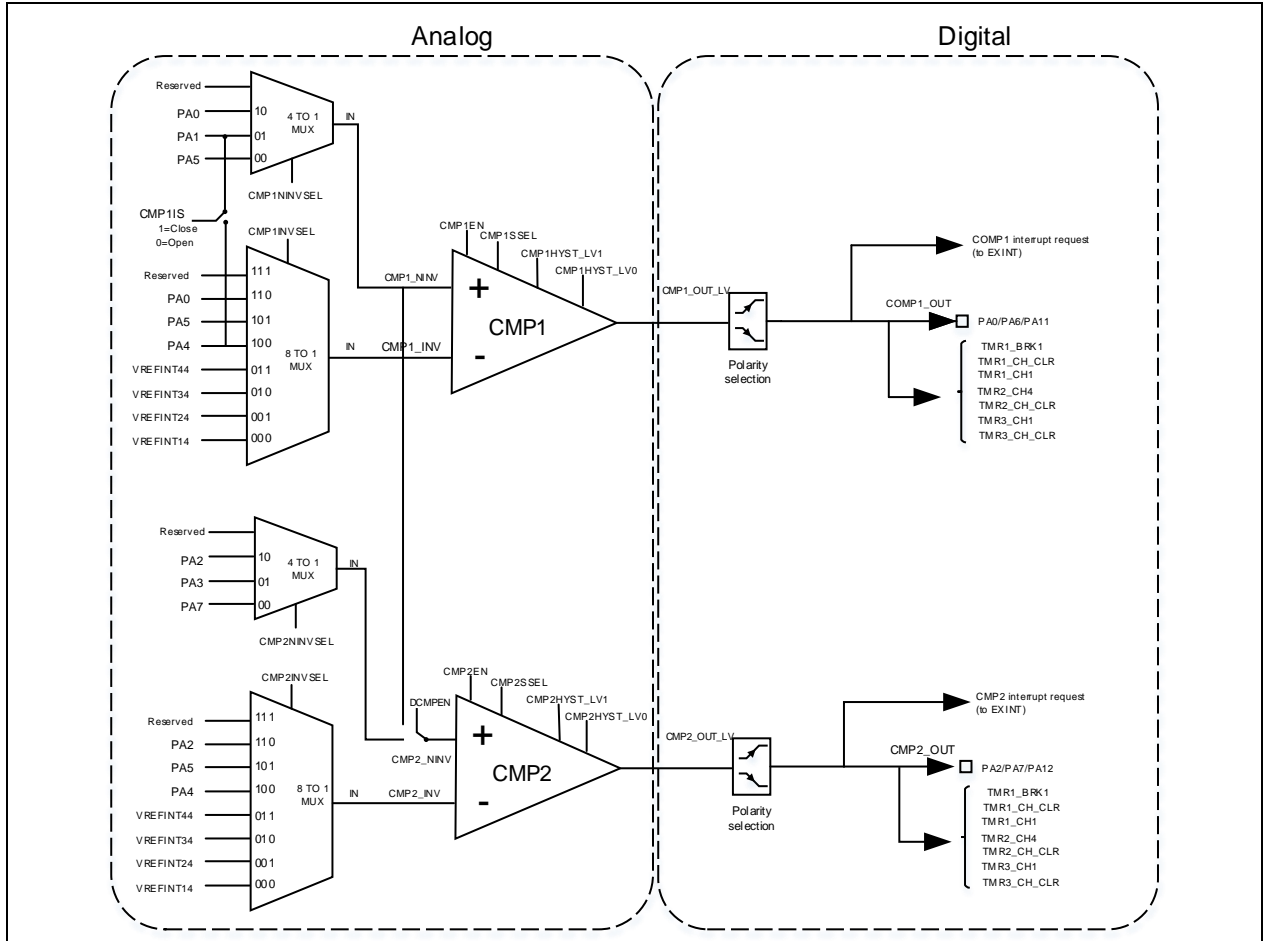 Analog
Digital
Reserved
PA0
PA1
PA5
10
01
00
4 TO 1
MUX
IN
CMP1NINVSEL
CMP1IS
1=Close
0=Open
CMP1INVSEL
Reserved
PA0
PA5
PA4
VREFINT44
VREFINT34
VREFINT24
VREFINT14
111
110
101
100
011
010
001
000
8 TO 1
MUX
IN
CMP1_NINV
CMP1_INV
CMP1EN
CMP1SSEL
CMP1HYST_LV1
CMP1HYST_LV0
+
CMP1
-
CMP1_OUT_LV
Polarity
selection
COMP1 interrupt request
(to EXINT)
COMP1_OUT
PA0/PA6/PA11
TMR1_BRK1
TMR1_CH_CLR
TMR1_CH1
TMR2_CH4
TMR2_CH_CLR
TMR3_CH1
TMR3_CH_CLR
Reserved
PA2
PA3
PA7
10
01
00
4 TO 1
MUX
IN
CMP2NINVSEL
CMP2INVSEL
Reserved
PA2
PA5
PA4
VREFINT44
VREFINT34
VREFINT24
VREFINT14
111
110
101
100
011
010
001
000
8 TO 1
MUX
IN
DCMPEN
CMP2_NINV
CMP2_INV
CMP2EN
CMP2SSEL
CMP2HYST_LV1
CMP2HYST_LV0
+
CMP2
-
CMP2_OUT_LV
Polarity
selection
CMP2 interrupt request
(to EXINT)
CMP2_OUT
PA2/PA7/PA12
TMR1_BRK1
TMR1_CH_CLR
TMR1_CH1
TMR2_CH4
TMR2_CH_CLR
TMR3_CH1
TMR3_CH_CLR